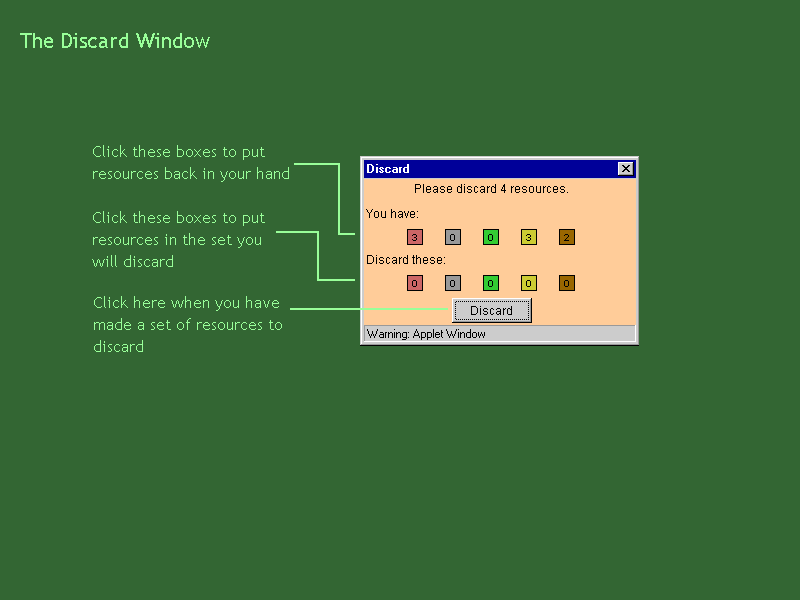 The Discard Window
Click these boxes to put
resources back in your hand
Click these boxes to put
resources in the set you
will discard
Click here when you have
made a set of resources to
discard
Discard
Please discard 4 resources.
You have:
3 0 0 3 2
Discard these:
0 0 0 0 0
Discard
Warning: Applet Window